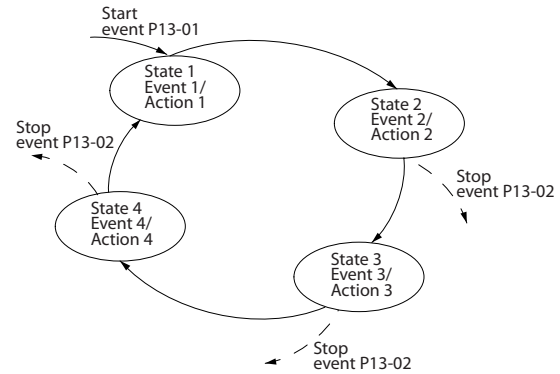 Start
event P13-01
State 1
Event 1/
Action 1
State 2
Event 2/
Action 2
Stop
event P13-02
Stop
event P13-02
State 4
Event 4/
Action 4
State 3
Event 3/
Action 3
Stop
event P13-02